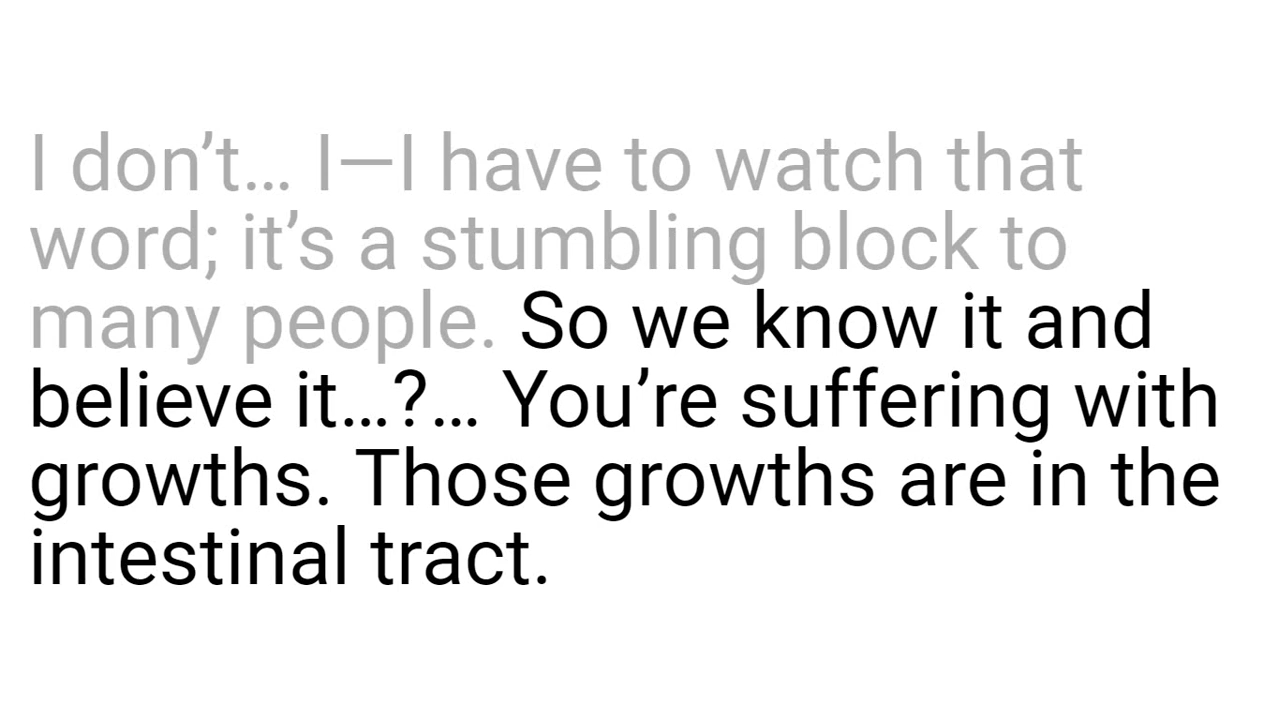 I don’t… I—I have to watch that
word; it’s a stumbling block to
many people. So we know it and
believe it…?… You’re suffering with
growths. Those growths are in the
intestinal tract.